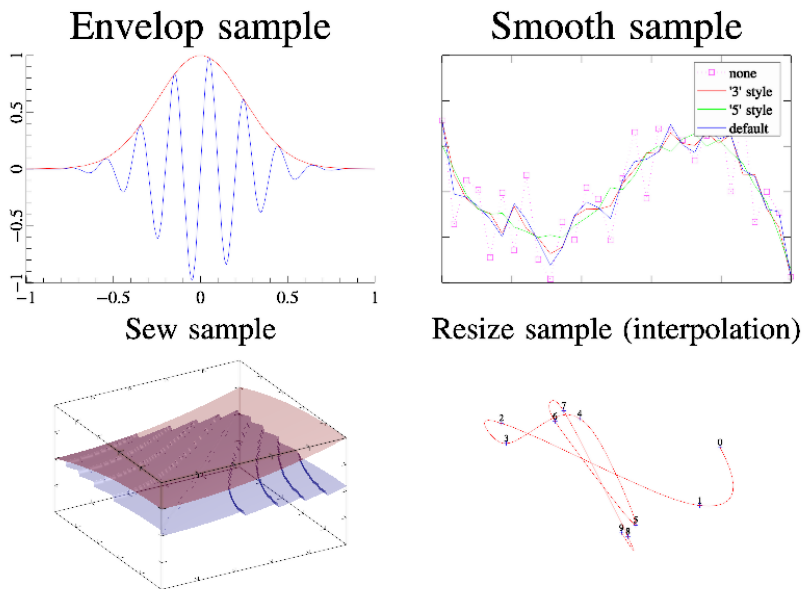 Envelop sample
Smooth sample
1
0.5
0
−0.5
−1
−1
−0.5
0
0.5
1
none
'3' style
'5' style
default
Sew sample
Resize sample (interpolation)
0
1
2
3
4
5
6
7
8
9